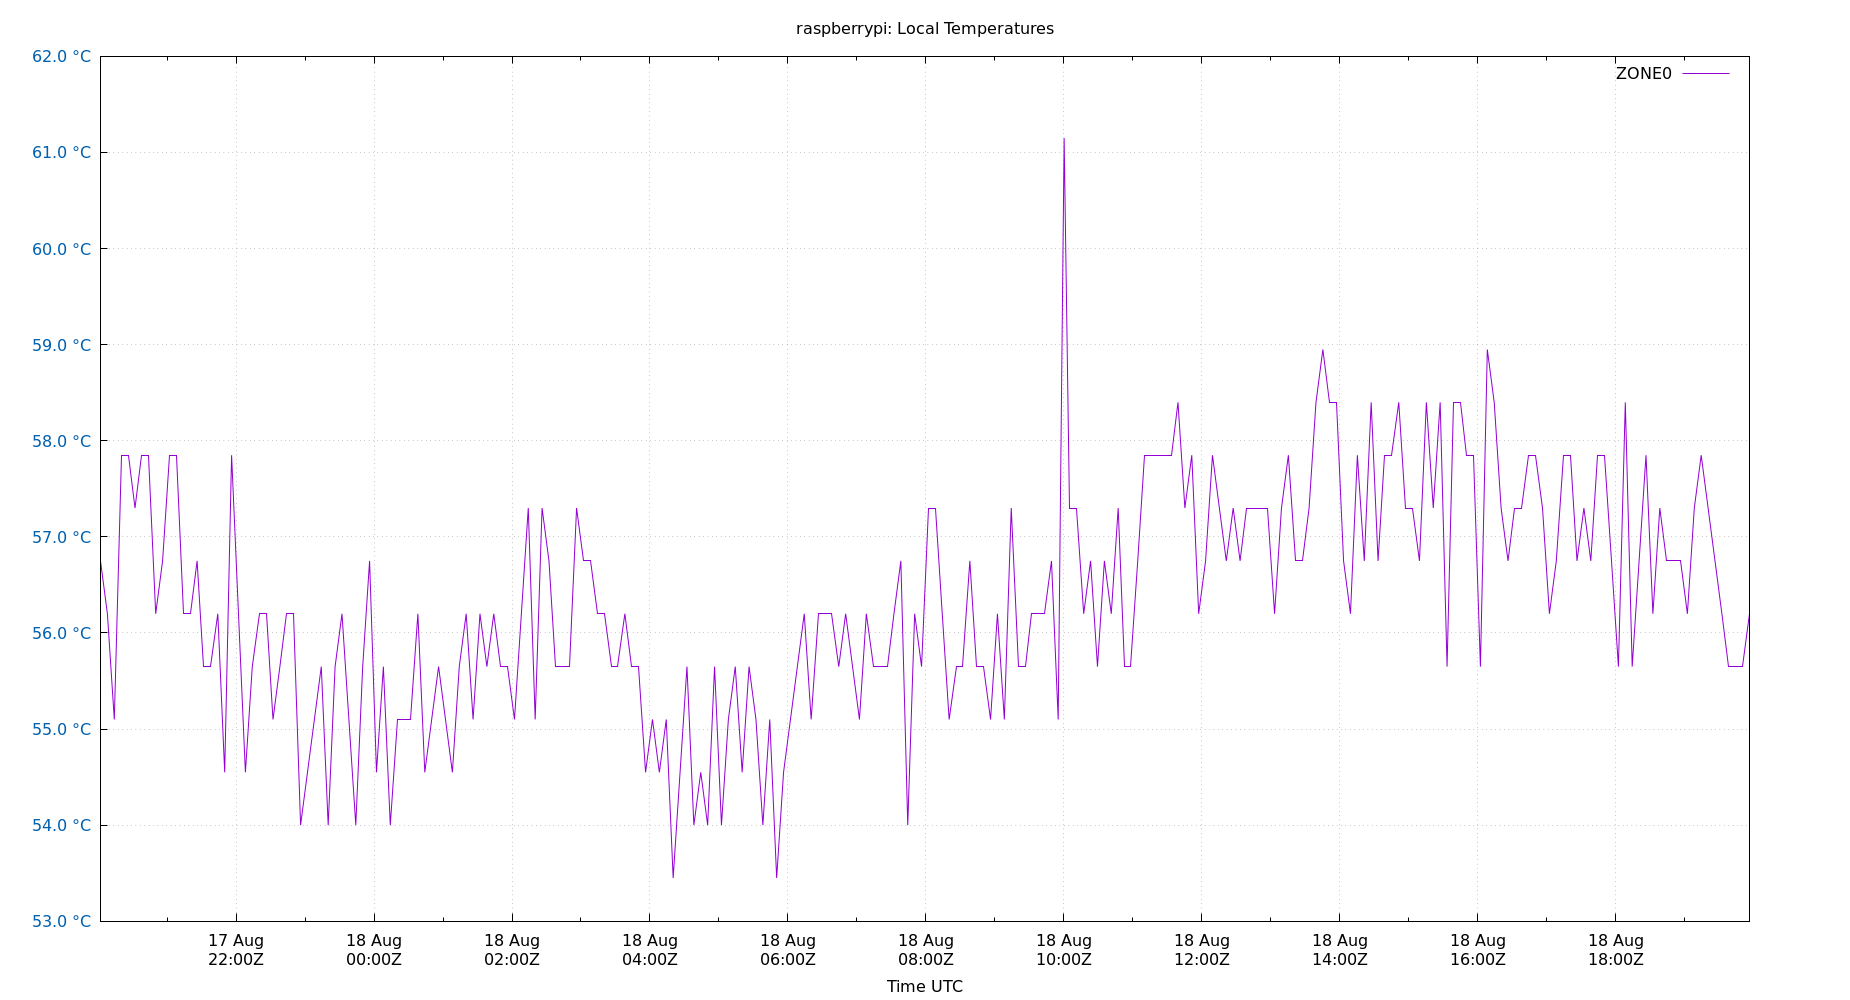 raspberrypi: Local Temperatures
62.0 °C
ZONE0
61.0 °C
60.0 °C
59.0 °C
58.0 °C
57.0 °C
56.0 °C
55.0 °C
54.0 °C
53.0 °C
17 Aug 18 Aug 18 Aug 18 Aug 18 Aug 18 Aug 18 Aug 18 Aug 18 Aug 18 Aug 18 Aug
22:00Z 00:00Z 02:00Z 04:00Z 06:00Z 08:00Z 10:00Z 12:00Z 14:00Z 16:00Z 18:00Z
Time UTC